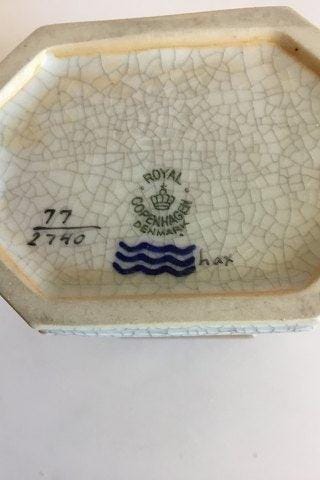 ROYAL
COPENHAGEN
DENMARK
77
2740
hax